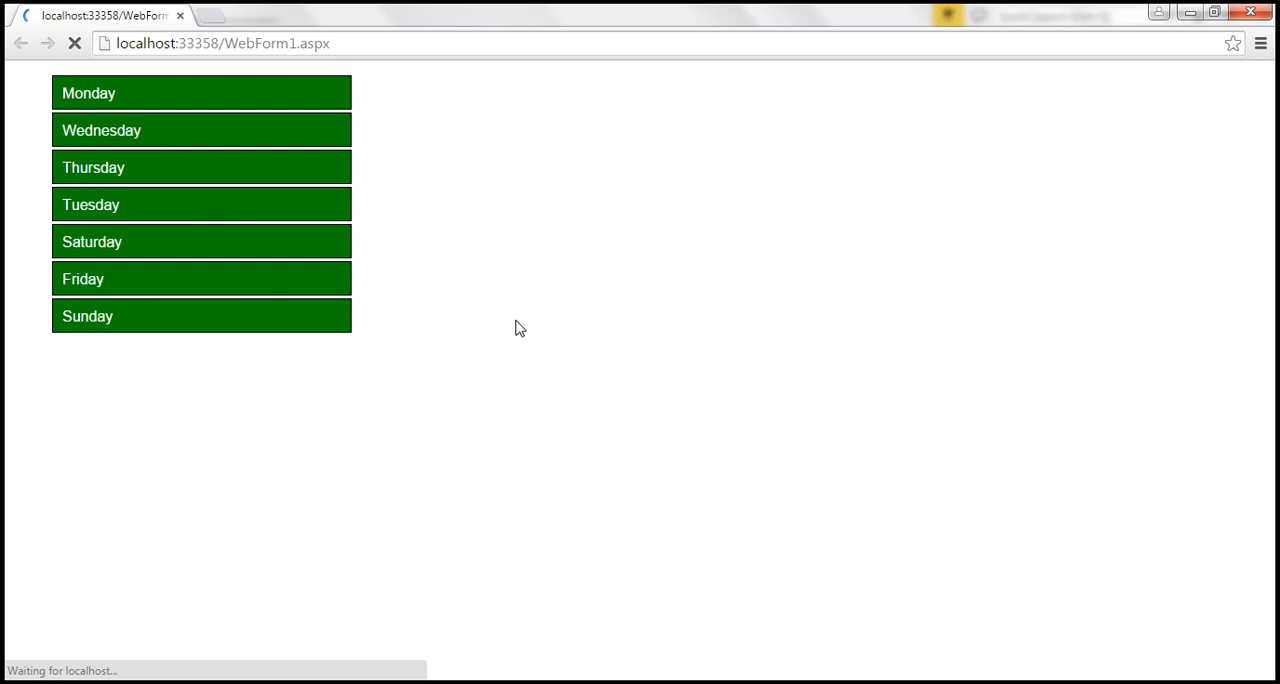 localhost:33358/WebForm
localhost:33358/WebForm1.aspx
Monday
Wednesday
Thursday
Tuesday
Saturday
Friday
Sunday
Waiting for localhost...